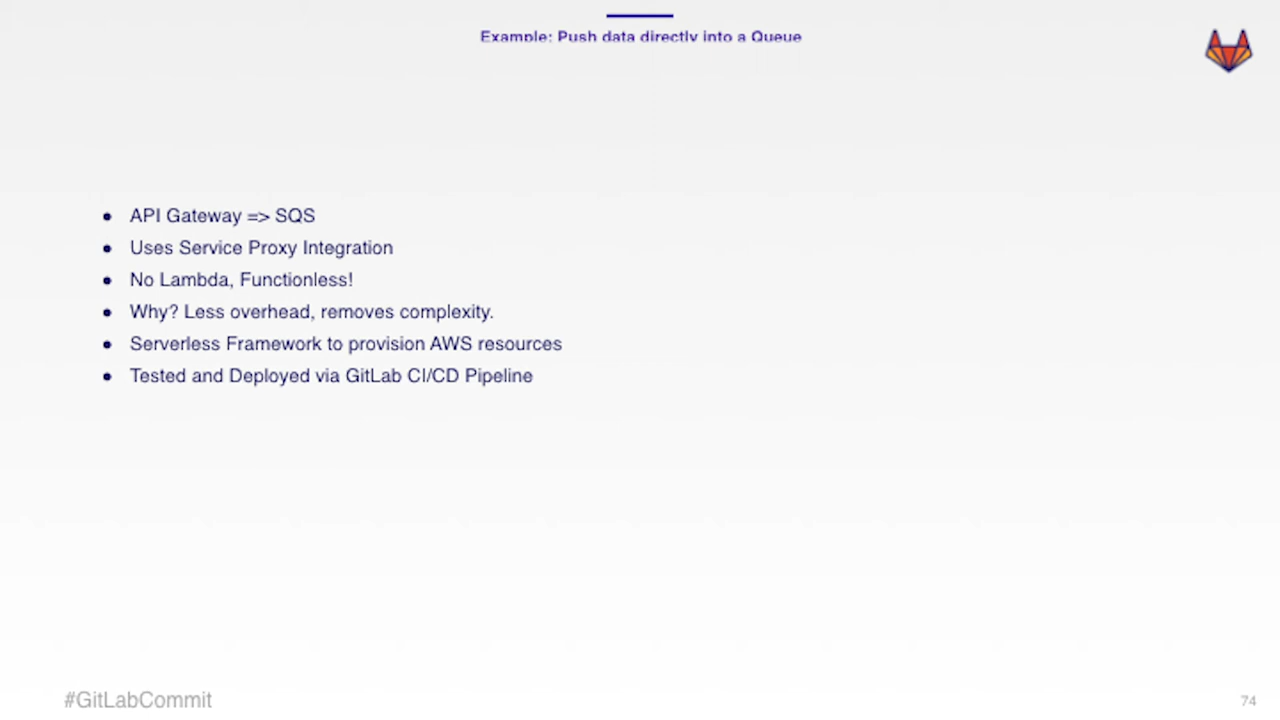 Example: Push data directly into a Queue
● API Gateway => SQS
● Uses Service Proxy Integration
● No Lambda, Functionless!
● Why? Less overhead, removes complexity.
● Serverless Framework to provision AWS resources
● Tested and Deployed via GitLab CI/CD Pipeline
#GitLabCommit
74